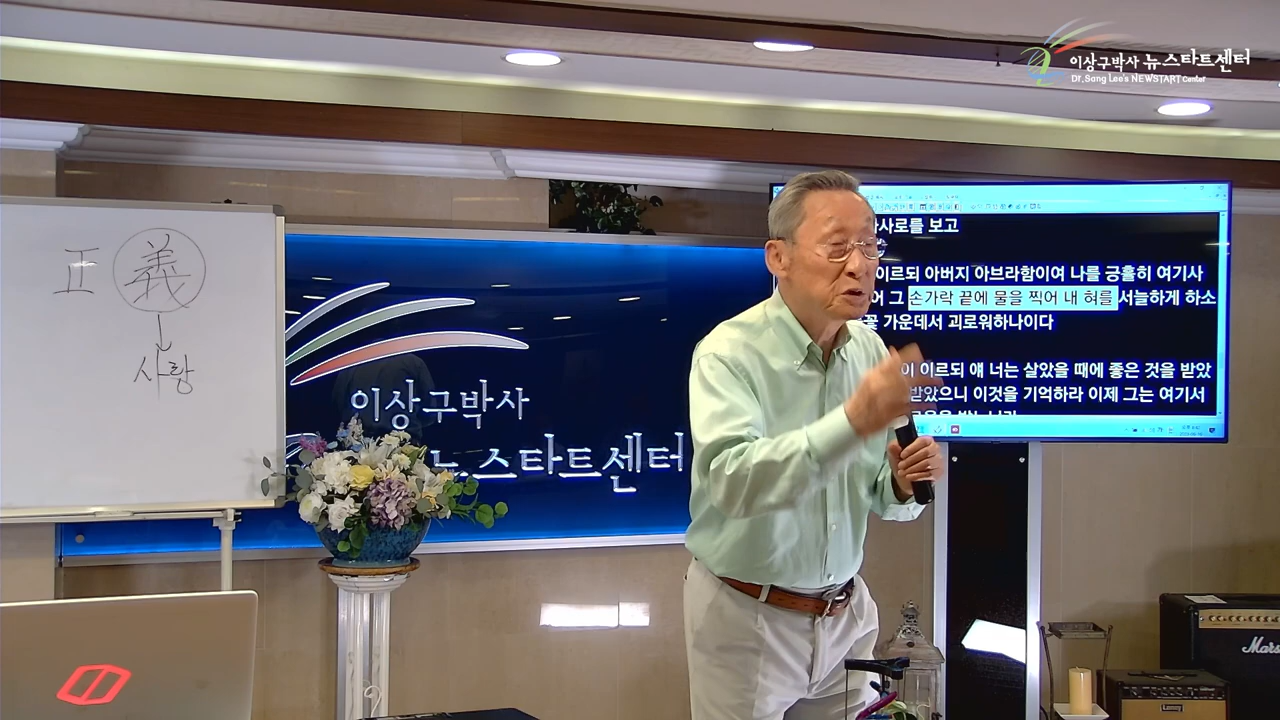 이상구박사 뉴스타트센터
Dr. Sang Lee's NEWSTART Center
正 義
사랑
이상구박사
뉴스타트센터
사로를 보고
이르되 아버지 아브라함이여 나를 긍휼히 여기사
그 손가락 끝에 물을 찍어 내 혀를 서늘하게 하소
가운데서 괴로워하나이다
이르되 얘 너는 살았을 때에 좋은 것을 받았
받았으니 이것을 기억하라 이제 그는 여기서
Mars
Laney